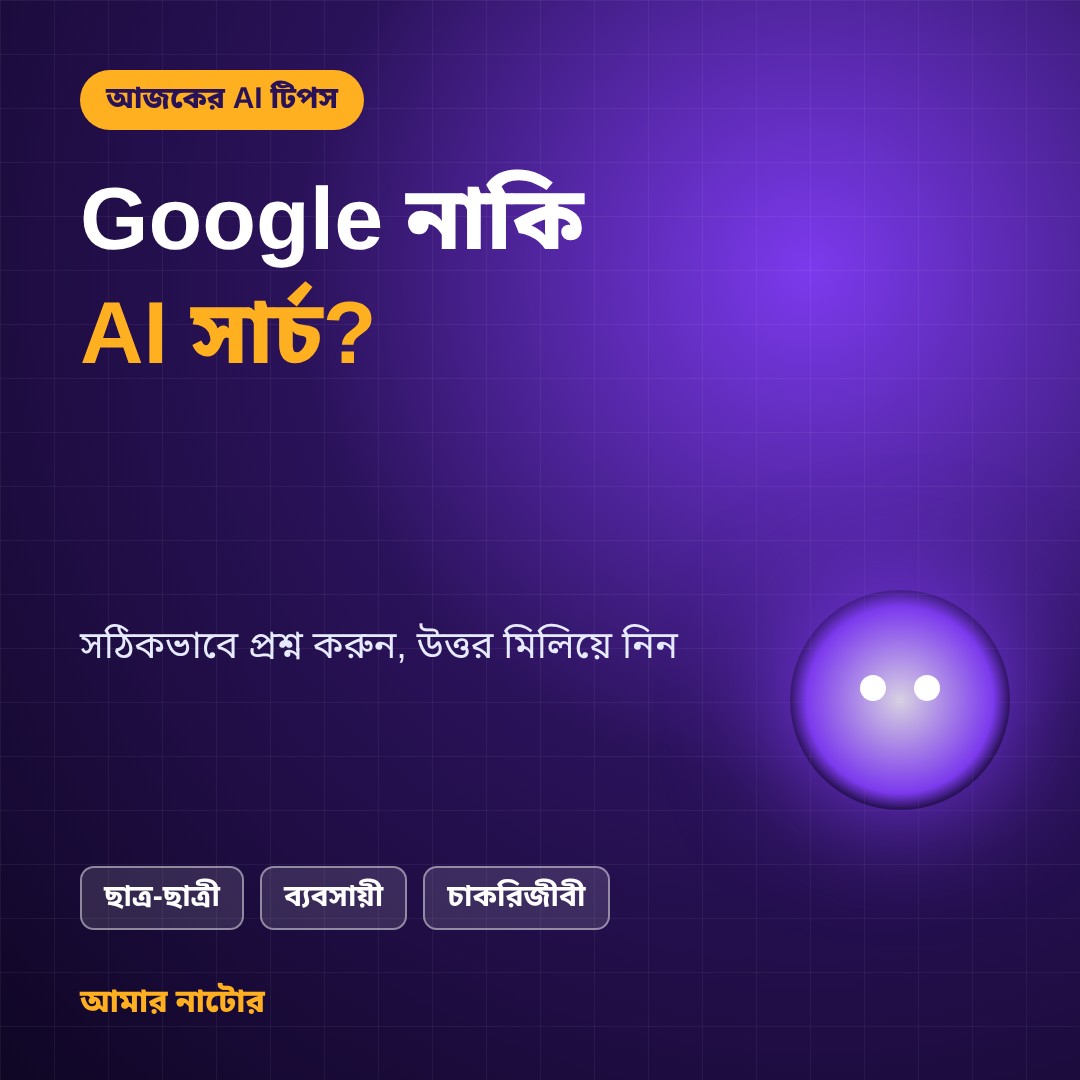 আজকের AI টিপস
Google নাকি
AI সার্চ?
সঠিকভাবে প্রশ্ন করুন, উত্তর মিলিয়ে নিন
ছাত্র-ছাত্রী ব্যবসায়ী চাকরিজীবী
আমার নাটোর